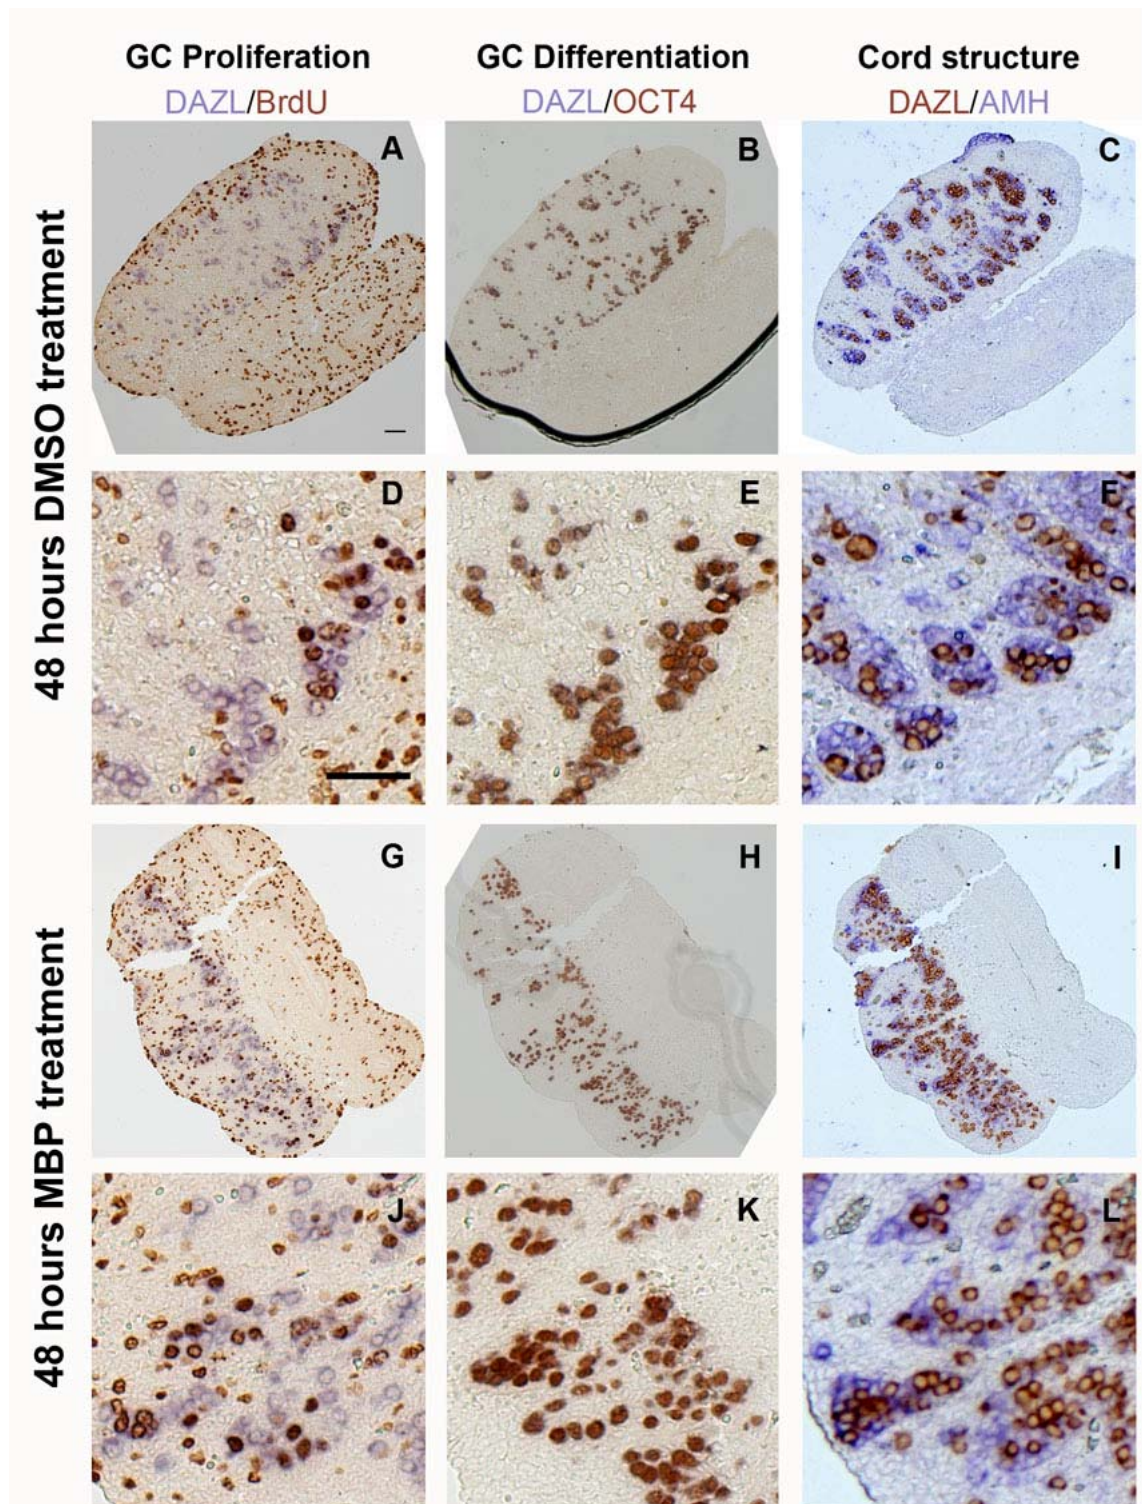 GC Proliferation GC Differentiation Cord structure
DAZL/BrdU DAZL/OCT4 DAZL/AMH
48 hours DMSO treatment
A B C
D E F
48 hours MBP treatment
G H I
J K L